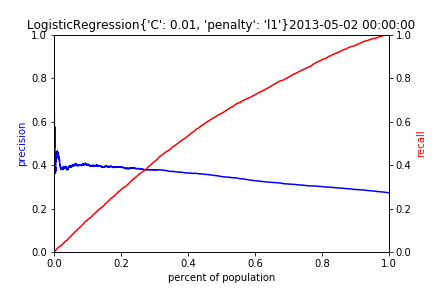 LogisticRegression{'C': 0.01, 'penalty': 'l1'}2013-05-02 00:00:00
1.0 1.0
0.8 0.8
0.6 0.6
precision recall
0.4 0.4
0.2 0.2
0.0 0.0
0.0 0.2 0.4 0.6 0.8 1.0
percent of population